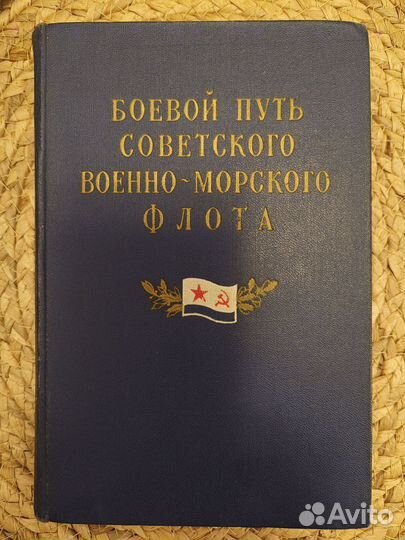 БОЕВОЙ ПУТЬ
СОВЕТСКОГО
ВОЕННО-МОРСКОГО
ФЛОТА
Avito